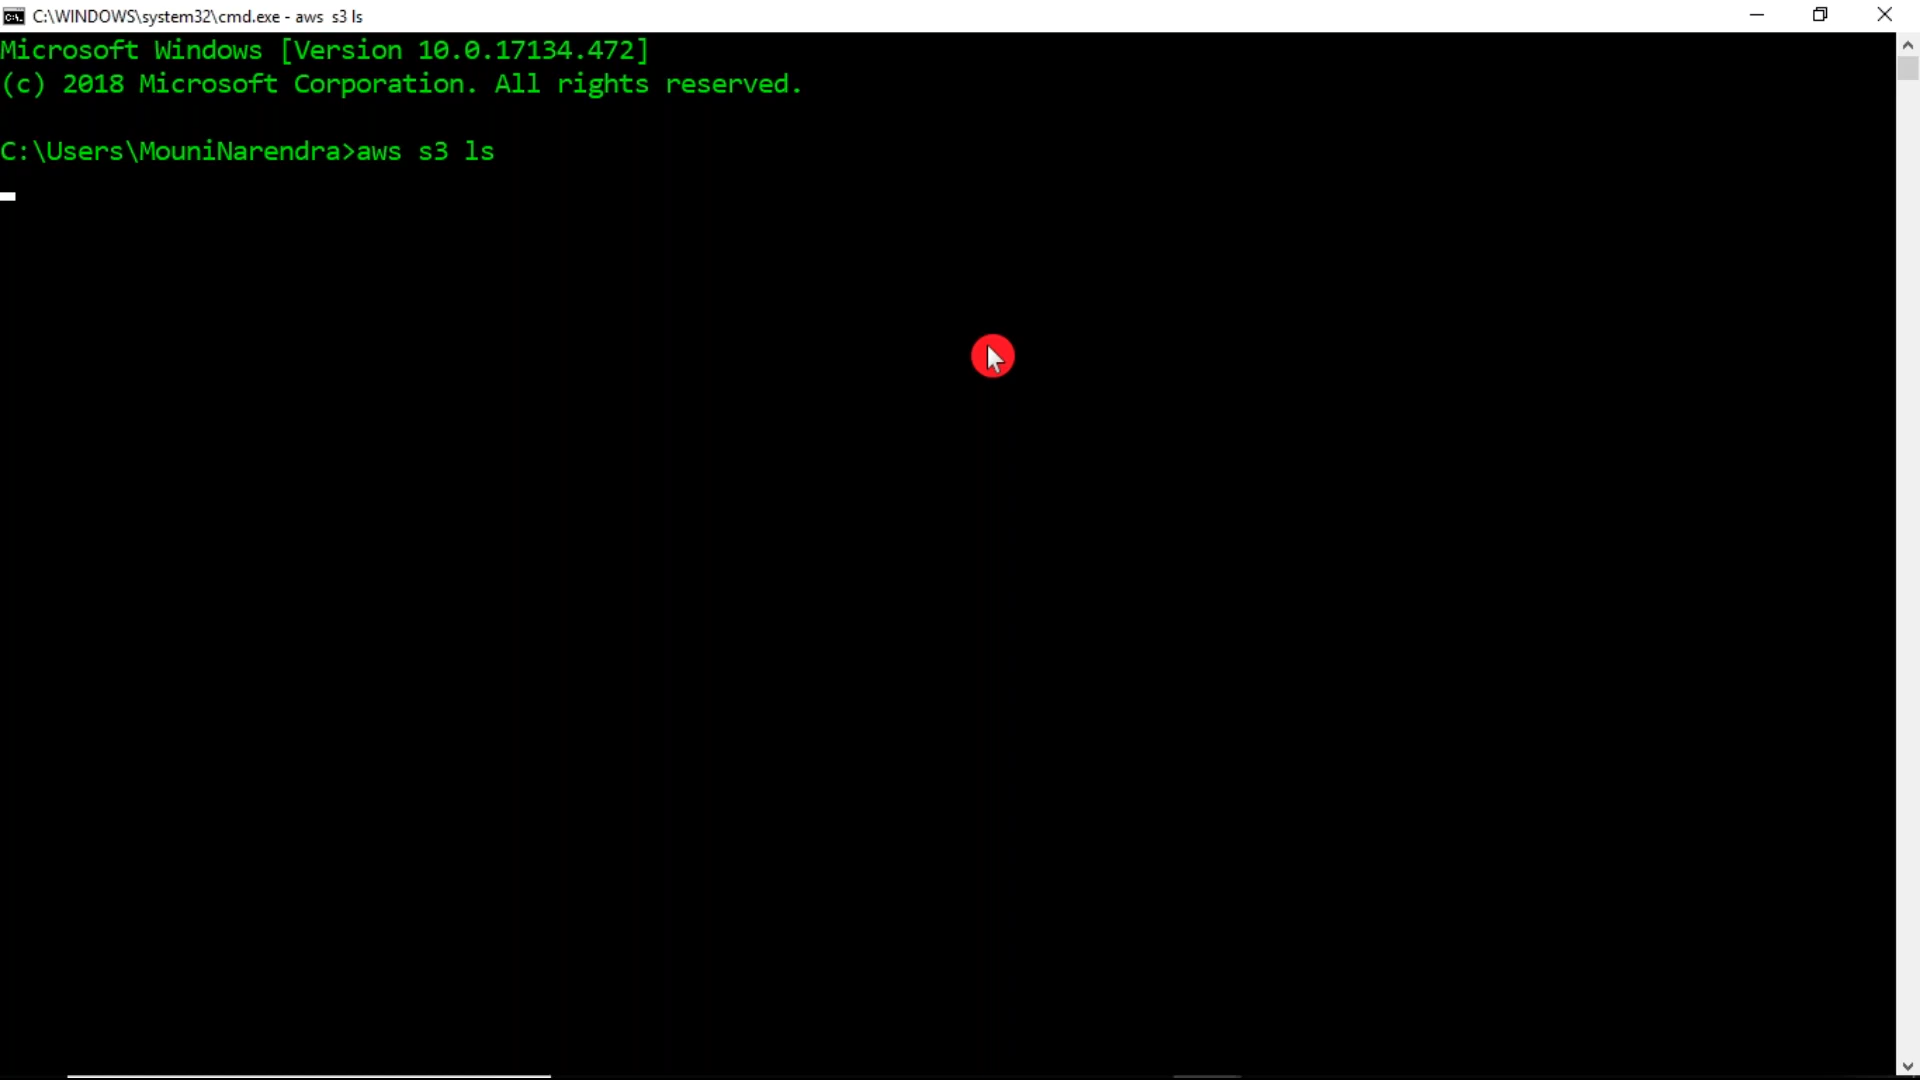 C:\WINDOWS\system32\cmd.exe - aws  s3 ls
Microsoft Windows [Version 10.0.17134.472]
(c) 2018 Microsoft Corporation. All rights reserved.
C:\Users\MouniNarendra>aws s3 ls